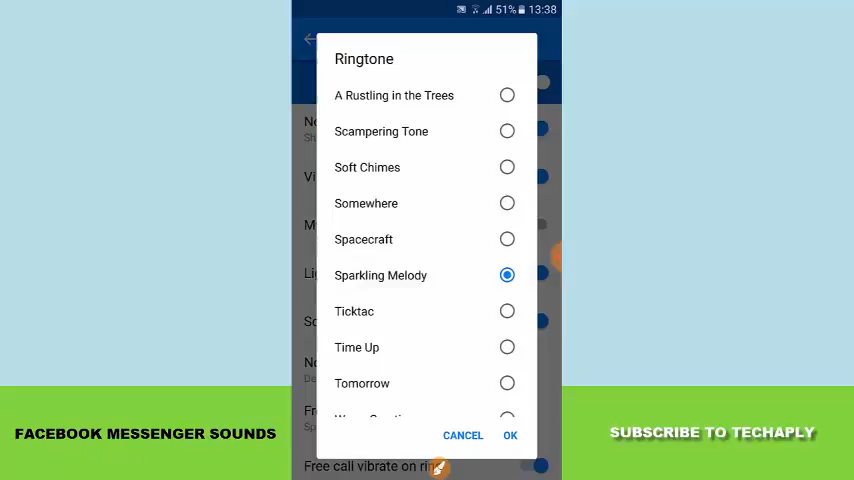 51% 13:38
Ringtone
A Rustling in the Trees
Scampering Tone
Soft Chimes
Somewhere
Spacecraft
Sparkling Melody
Ticktac
Time Up
Tomorrow
CANCEL OK
Free call vibrate on
FACEBOOK MESSENGER SOUNDS
SUBSCRIBE TO TECHAPLY